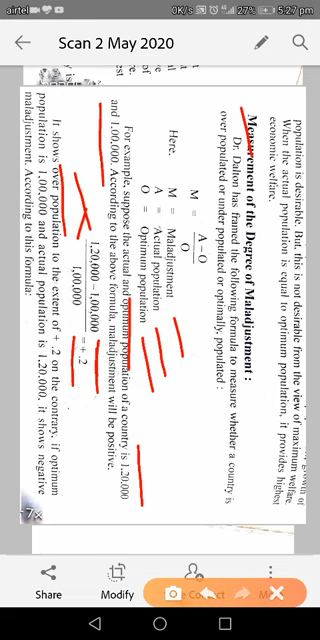 airtel
0K/s
27%
5:27 pm
Scan 2 May 2020
growth of
population is desirable. But, this is not desirable from the view of maximum welfare.
When the actual population is equal to optimum population, it provides highest
economic welfare.
Measurement of the Degree of Maladjustment :
Dr. Dalton has framed the following formula to measure whether a country is
over populated or under populated or optimally, populated :
M = A – O
O
Here,
M = Maladjustment
A = Actual population
O = Optimum population
For example, suppose the actual and optimum population of a country is 1,20,000
and 1,00,000. According to the above formula, maladjustment will be positive.
1,20,000 – 1,00,000
1,00,000
= + .2
It shows over population to the extent of + .2 on the contrary, if optimum
population is 1,00,000 and actual population is 1,20,000, it shows negative
maladjustment. According to this formula:
7x
Share
Modify